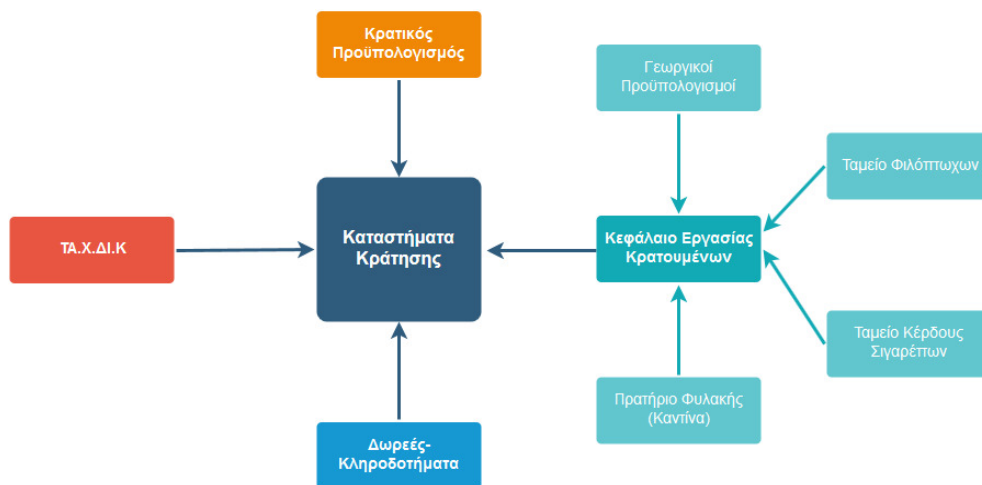 Κρατικός
Προϋπολογισμός
Γεωργικοί
Προϋπολογισμοί
Ταμείο Φιλόπτωχων
ΤΑ.Χ.ΔΙ.Κ
Καταστήματα
Κράτησης
Κεφάλαιο Εργασίας
Κρατουμένων
Ταμείο Κέρδους
Σιγαρέττων
Πρατήριο Φυλακής
(Καντίνα)
Δωρεές-
Κληροδοτήματα